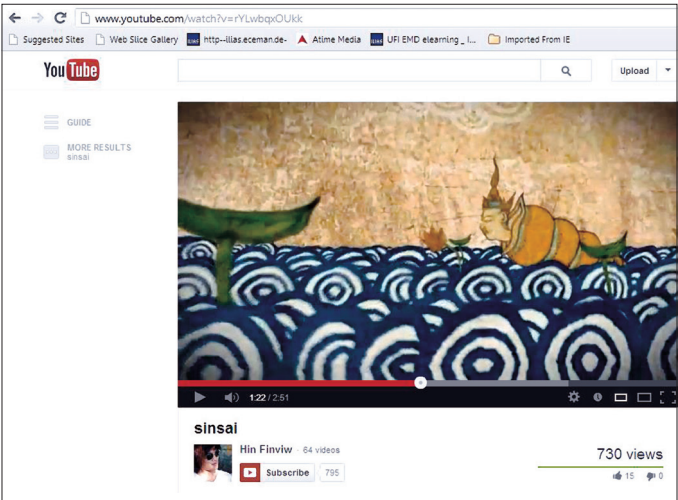 www.youtube.com/watch?v=rYLwbqxOUkk
Suggested Sites Web Slice Gallery http--ilias.eceman.de- Atime Media UFI EMD elearning _ I... Imported From IE
YouTube Upload
GUIDE
MORE RESULTS
sinsai
1:22 / 2:51
sinsai
Hin Finviw · 64 videos
Subscribe 795
730 views
15 0